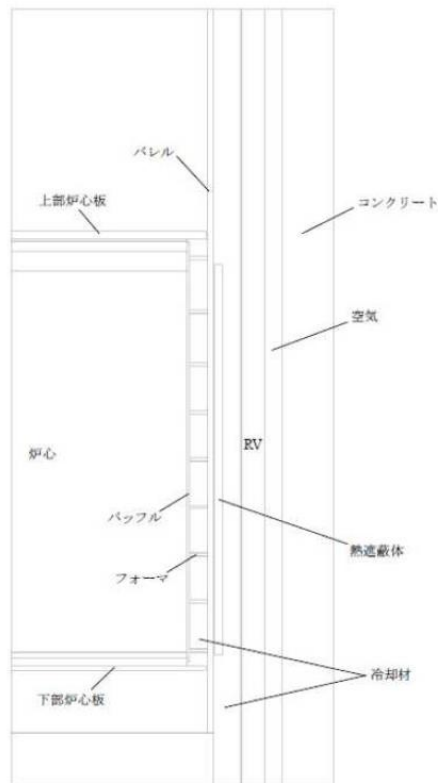 バレル
上部炉心板
コンクリート
空気
炉心
RV
バッフル
熱遮蔽体
フォーマ
冷却材
下部炉心板